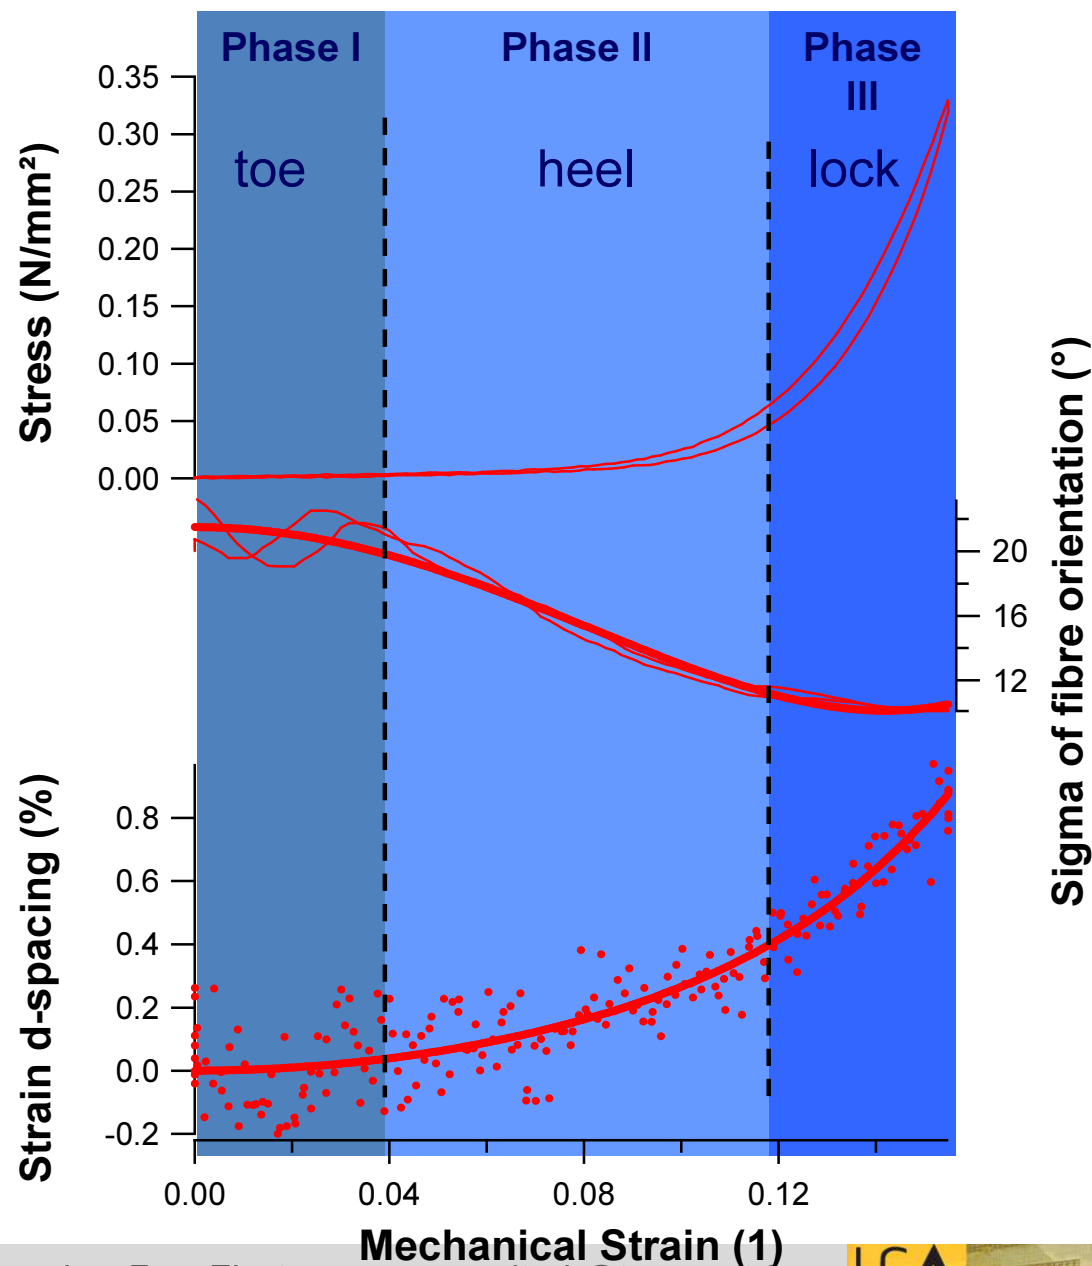 Phase I
Phase II
Phase
III
toe
heel
lock
Stress (N/mm²)
0.35
0.30
0.25
0.20
0.15
0.10
0.05
0.00
Sigma of fibre orientation (°)
20
16
12
Strain d-spacing (%)
0.8
0.6
0.4
0.2
0.0
-0.2
0.00
0.04
0.08
0.12
Mechanical Strain (1)